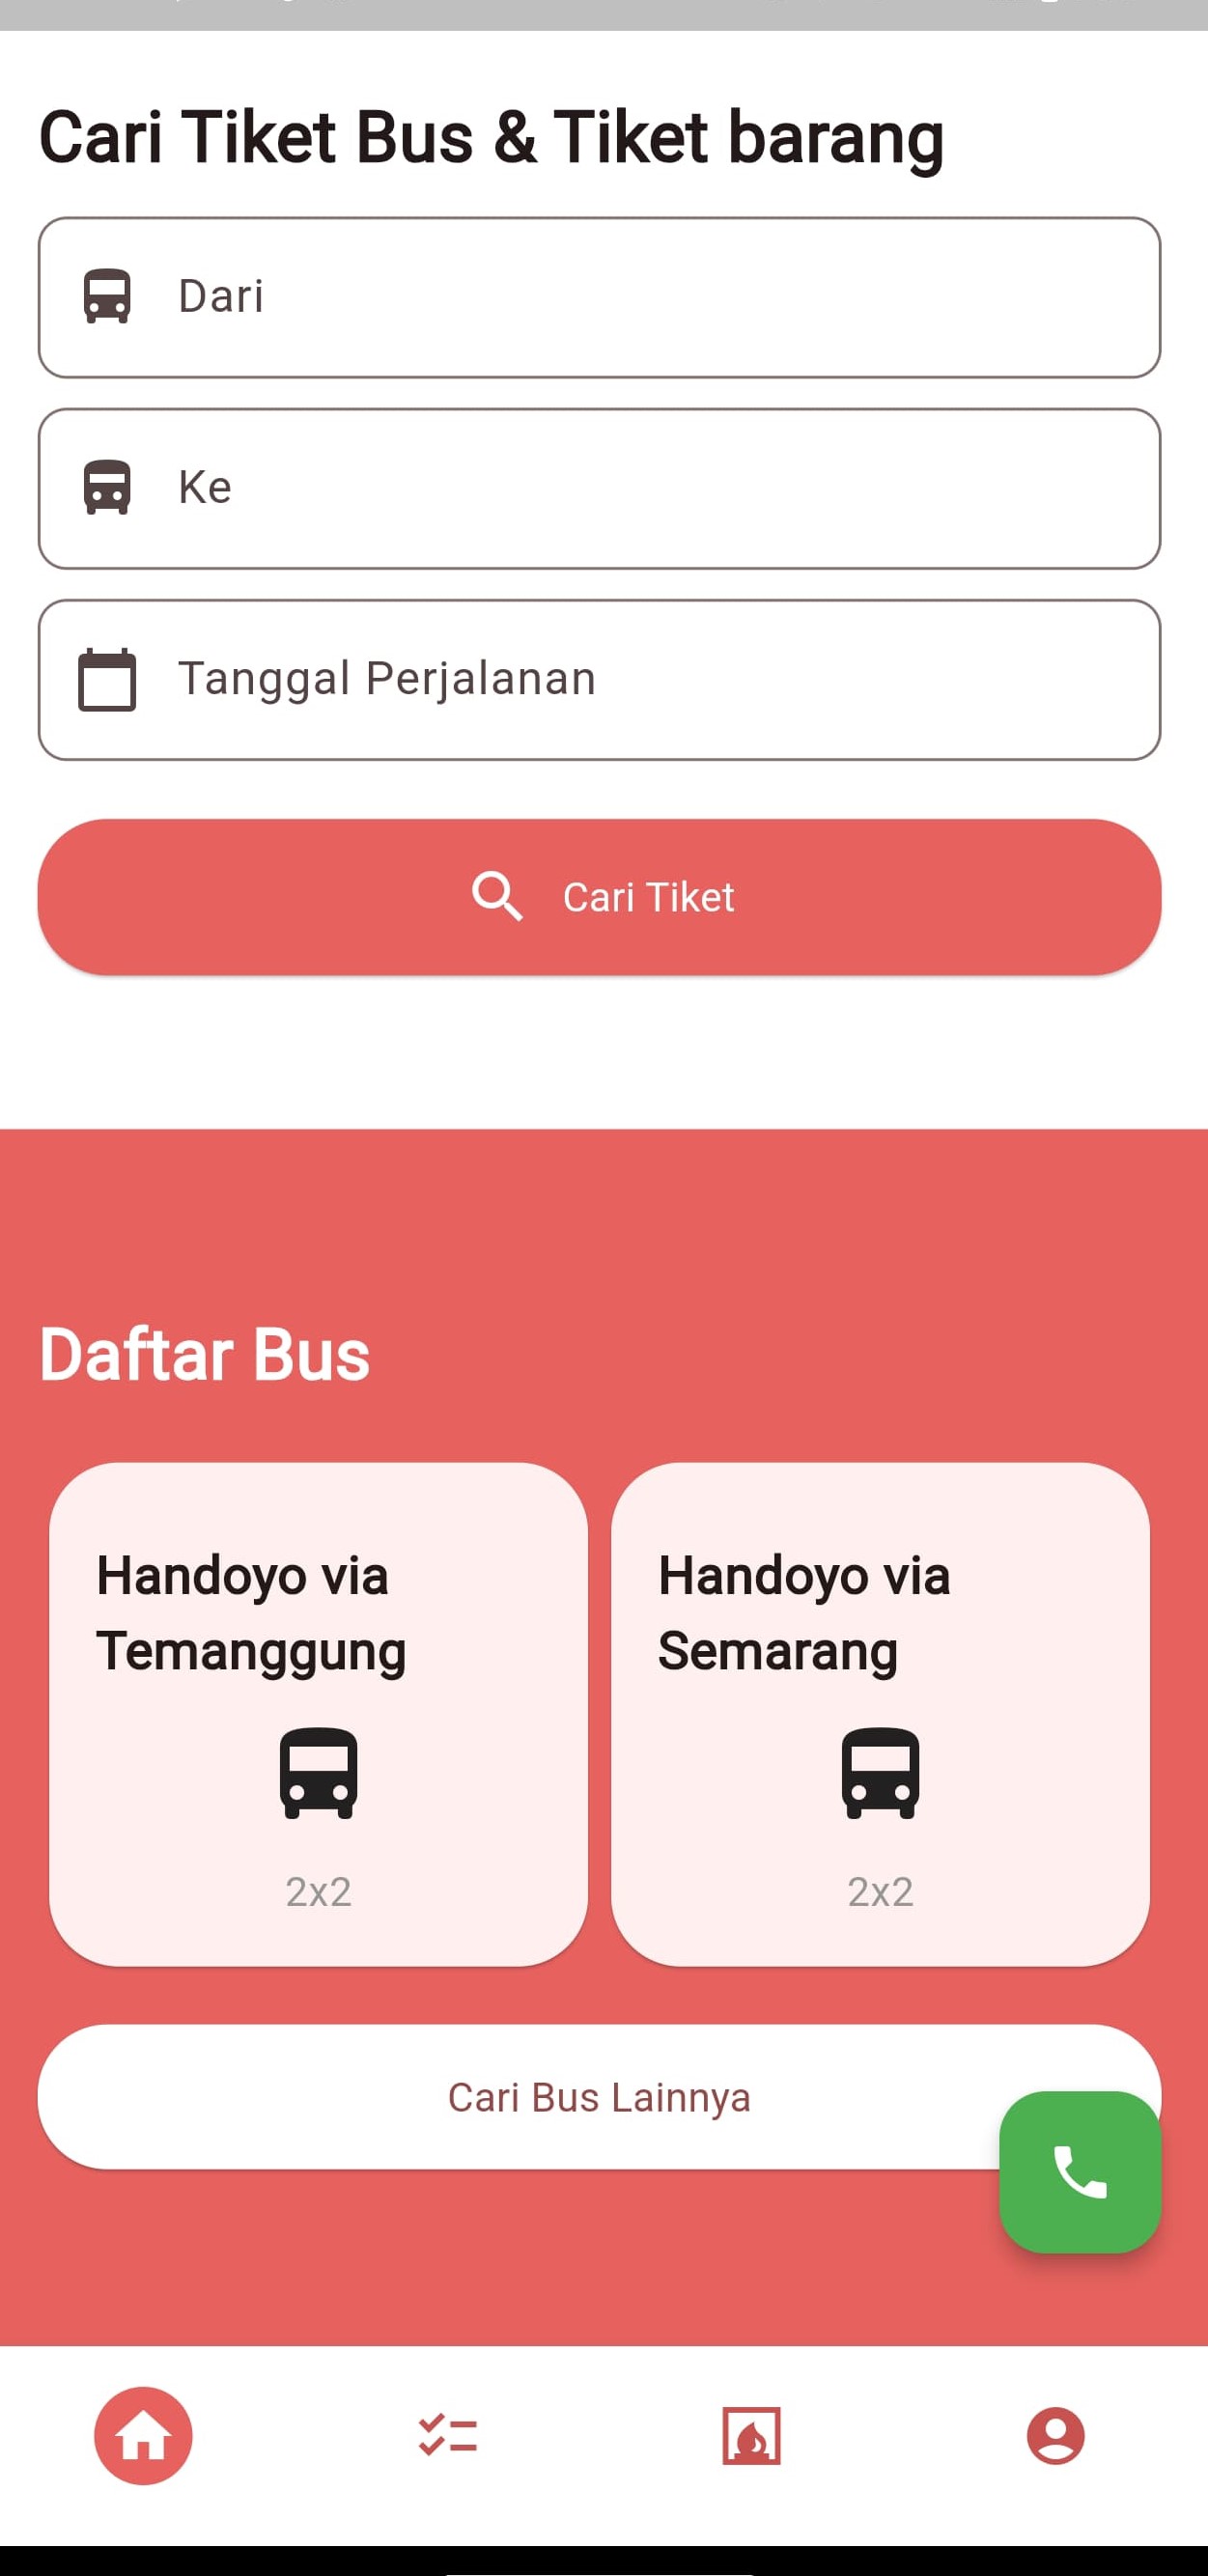 Cari Tiket Bus & Tiket barang
Dari
Ke
Tanggal Perjalanan
Cari Tiket
Daftar Bus
Handoyo via
Temanggung
Handoyo via
Semarang
2x2
2x2
Cari Bus Lainnya